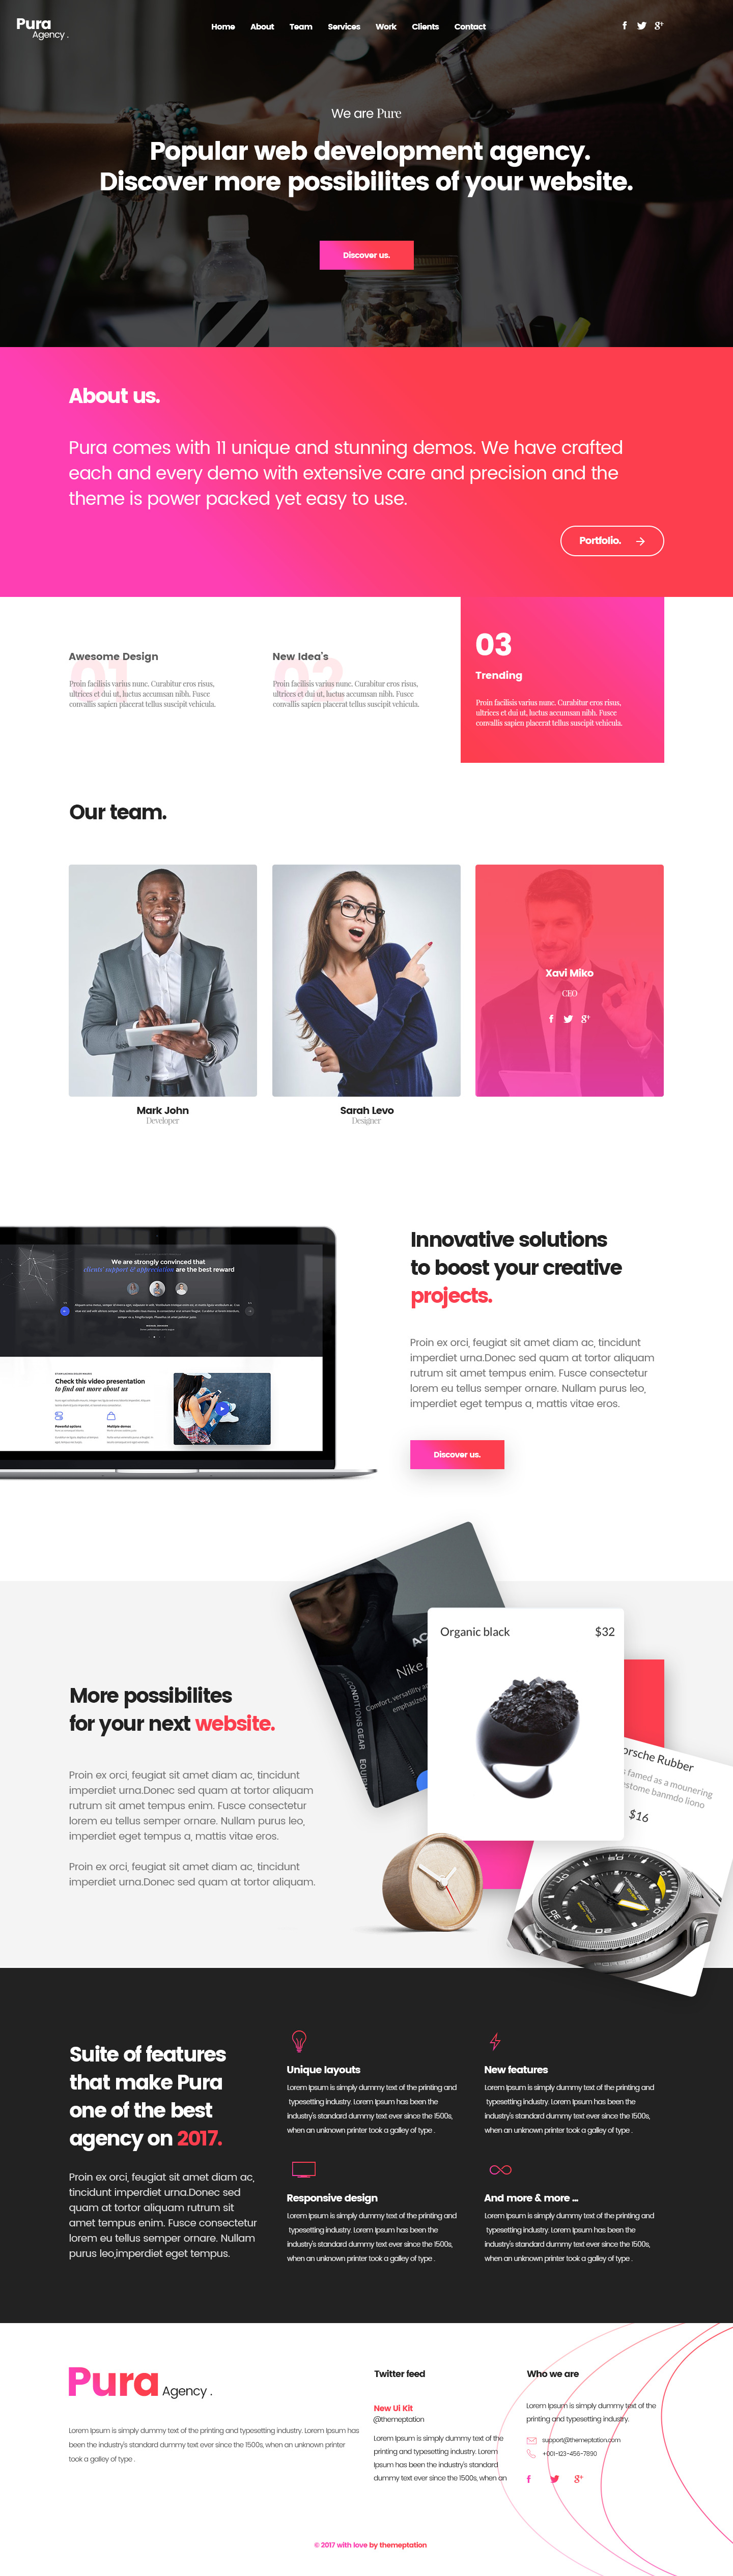 Pura
Agency .
Home About Team Services Work Clients Contact
We are Pure
Popular web development agency.
Discover more possibilites of your website.
Discover us.
About us.
Pura comes with 11 unique and stunning demos. We have crafted
each and every demo with extensive care and precision and the
theme is power packed yet easy to use.
Portfolio.
01
Awesome Design
Proin facilisis varius nunc. Curabitur eros risus,
ultrices et dui ut, luctus accumsan nibh. Fusce
convallis sapien placerat tellus suscipit vehicula.
02
New Idea's
Proin facilisis varius nunc. Curabitur eros risus,
ultrices et dui ut, luctus accumsan nibh. Fusce
convallis sapien placerat tellus suscipit vehicula.
03
Trending
Proin facilisis varius nunc. Curabitur eros risus,
ultrices et dui ut, luctus accumsan nibh. Fusce
convallis sapien placerat tellus suscipit vehicula.
Our team.
Mark John
Developer
Sarah Levo
Designer
Xavi Miko
CEO
We are strongly convinced that
clients' support & appreciation are the best reward
Check this video presentation
to find out more about us
Powerful options
Multiple demos
Innovative solutions
to boost your creative
projects.
Proin ex orci, feugiat sit amet diam ac, tincidunt
imperdiet urna.Donec sed quam at tortor aliquam
rutrum sit amet tempus enim. Fusce consectetur
lorem eu tellus semper ornare. Nullam purus leo,
imperdiet eget tempus a, mattis vitae eros.
Discover us.
More possibilites
for your next website.
Proin ex orci, feugiat sit amet diam ac, tincidunt
imperdiet urna.Donec sed quam at tortor aliquam
rutrum sit amet tempus enim. Fusce consectetur
lorem eu tellus semper ornare. Nullam purus leo,
imperdiet eget tempus a, mattis vitae eros.
Proin ex orci, feugiat sit amet diam ac, tincidunt
imperdiet urna.Donec sed quam at tortor aliquam.
Nike
Comfort, versatility
emphasized
Organic black $32
Rubber
famed as a mounering
banmdo liono
$16
Suite of features
that make Pura
one of the best
agency on 2017.
Proin ex orci, feugiat sit amet diam ac,
tincidunt imperdiet urna.Donec sed
quam at tortor aliquam rutrum sit
amet tempus enim. Fusce consectetur
lorem eu tellus semper ornare. Nullam
purus leo,imperdiet eget tempus.
Unique layouts
Lorem Ipsum is simply dummy text of the printing and
typesetting industry. Lorem Ipsum has been the
industry's standard dummy text ever since the 1500s,
when an unknown printer took a galley of type .
New features
Lorem Ipsum is simply dummy text of the printing and
typesetting industry. Lorem Ipsum has been the
industry's standard dummy text ever since the 1500s,
when an unknown printer took a galley of type .
Responsive design
Lorem Ipsum is simply dummy text of the printing and
typesetting industry. Lorem Ipsum has been the
industry's standard dummy text ever since the 1500s,
when an unknown printer took a galley of type .
And more & more ...
Lorem Ipsum is simply dummy text of the printing and
typesetting industry. Lorem Ipsum has been the
industry's standard dummy text ever since the 1500s,
when an unknown printer took a galley of type .
Pura Agency .
Lorem Ipsum is simply dummy text of the printing and typesetting industry. Lorem Ipsum has
been the industry's standard dummy text ever since the 1500s, when an unknown printer
took a galley of type .
Twitter feed
New Ui Kit
@themeptation
Lorem Ipsum is simply dummy text of the
printing and typesetting industry. Lorem
Ipsum has been the industry's standard
dummy text ever since the 1500s, when an
Who we are
Lorem Ipsum is simply dummy text of the
printing and typesetting industry.
support@themeptation.com
+001-123-456-7890
© 2017 with love by themeptation